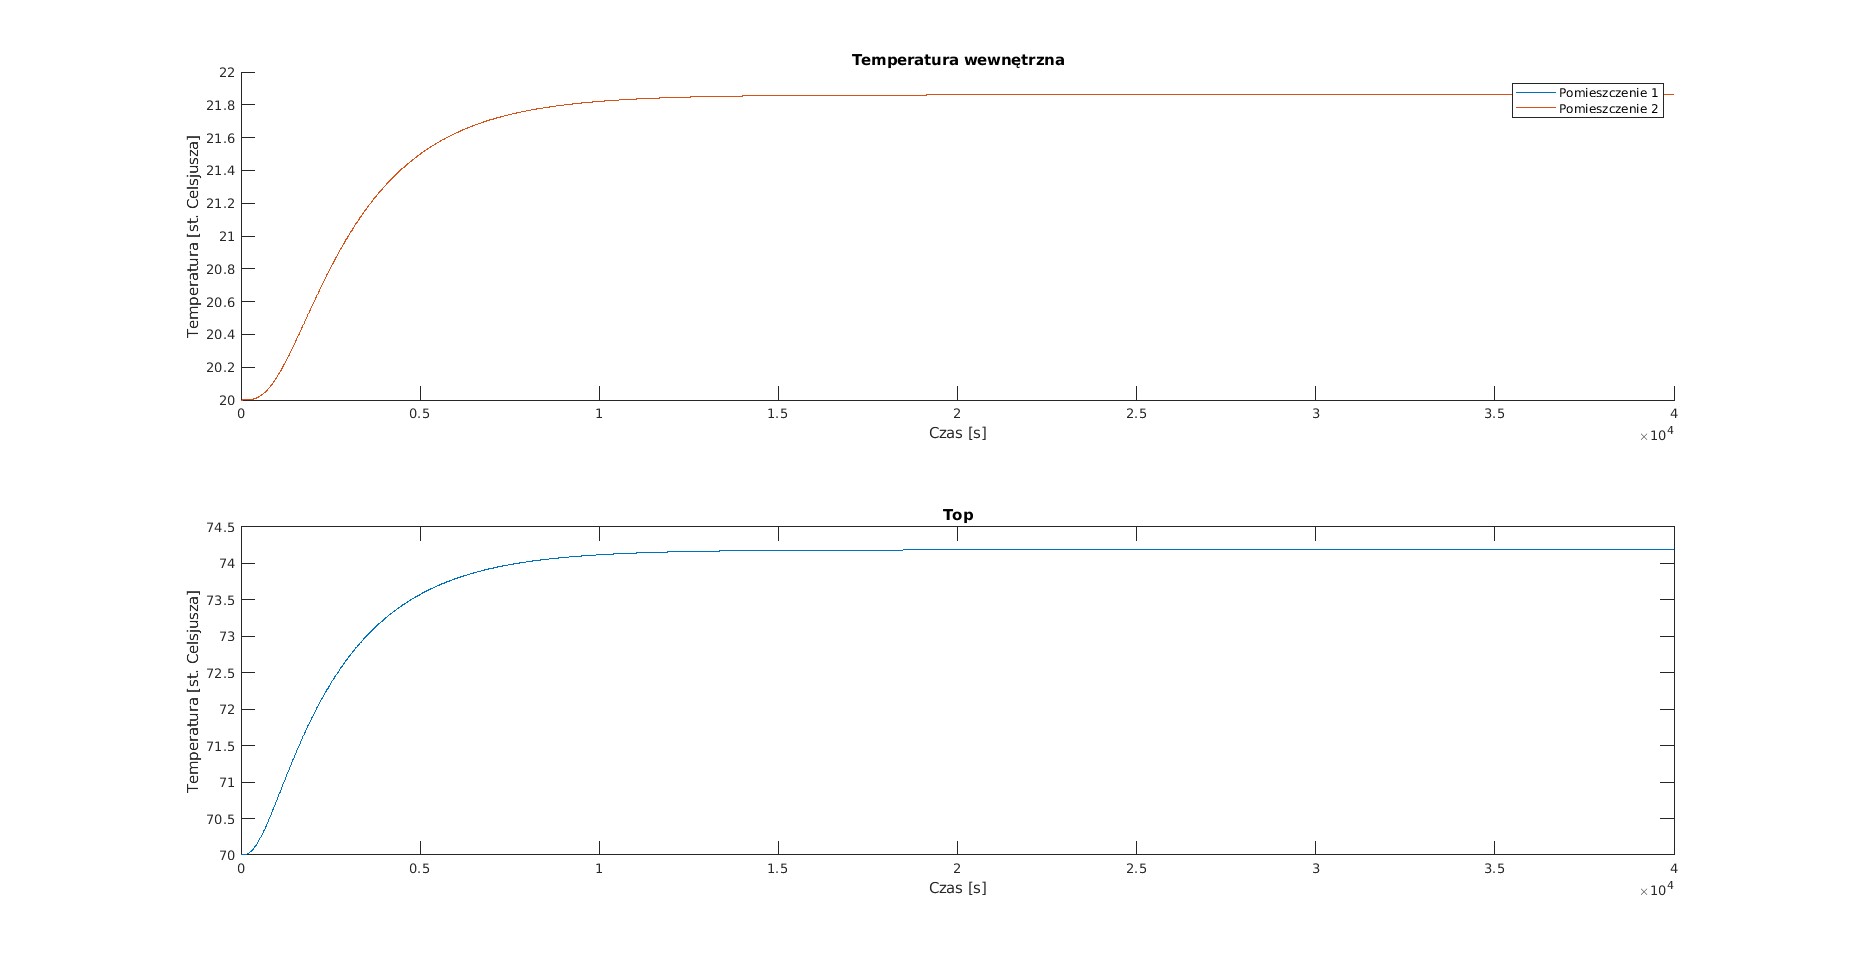 Temperatura wewnętrzna
22
21.8
21.6
21.4
21.2
21
20.8
20.6
20.4
20.2
20
Temperatura [st. Celsjusza]
Pomieszczenie 1
Pomieszczenie 2
0 0.5 1 1.5 2 2.5 3 3.5 4
Czas [s]
×10⁴
Top
74.5
74
73.5
73
72.5
72
71.5
71
70.5
70
Temperatura [st. Celsjusza]
0 0.5 1 1.5 2 2.5 3 3.5 4
Czas [s]
×10⁴